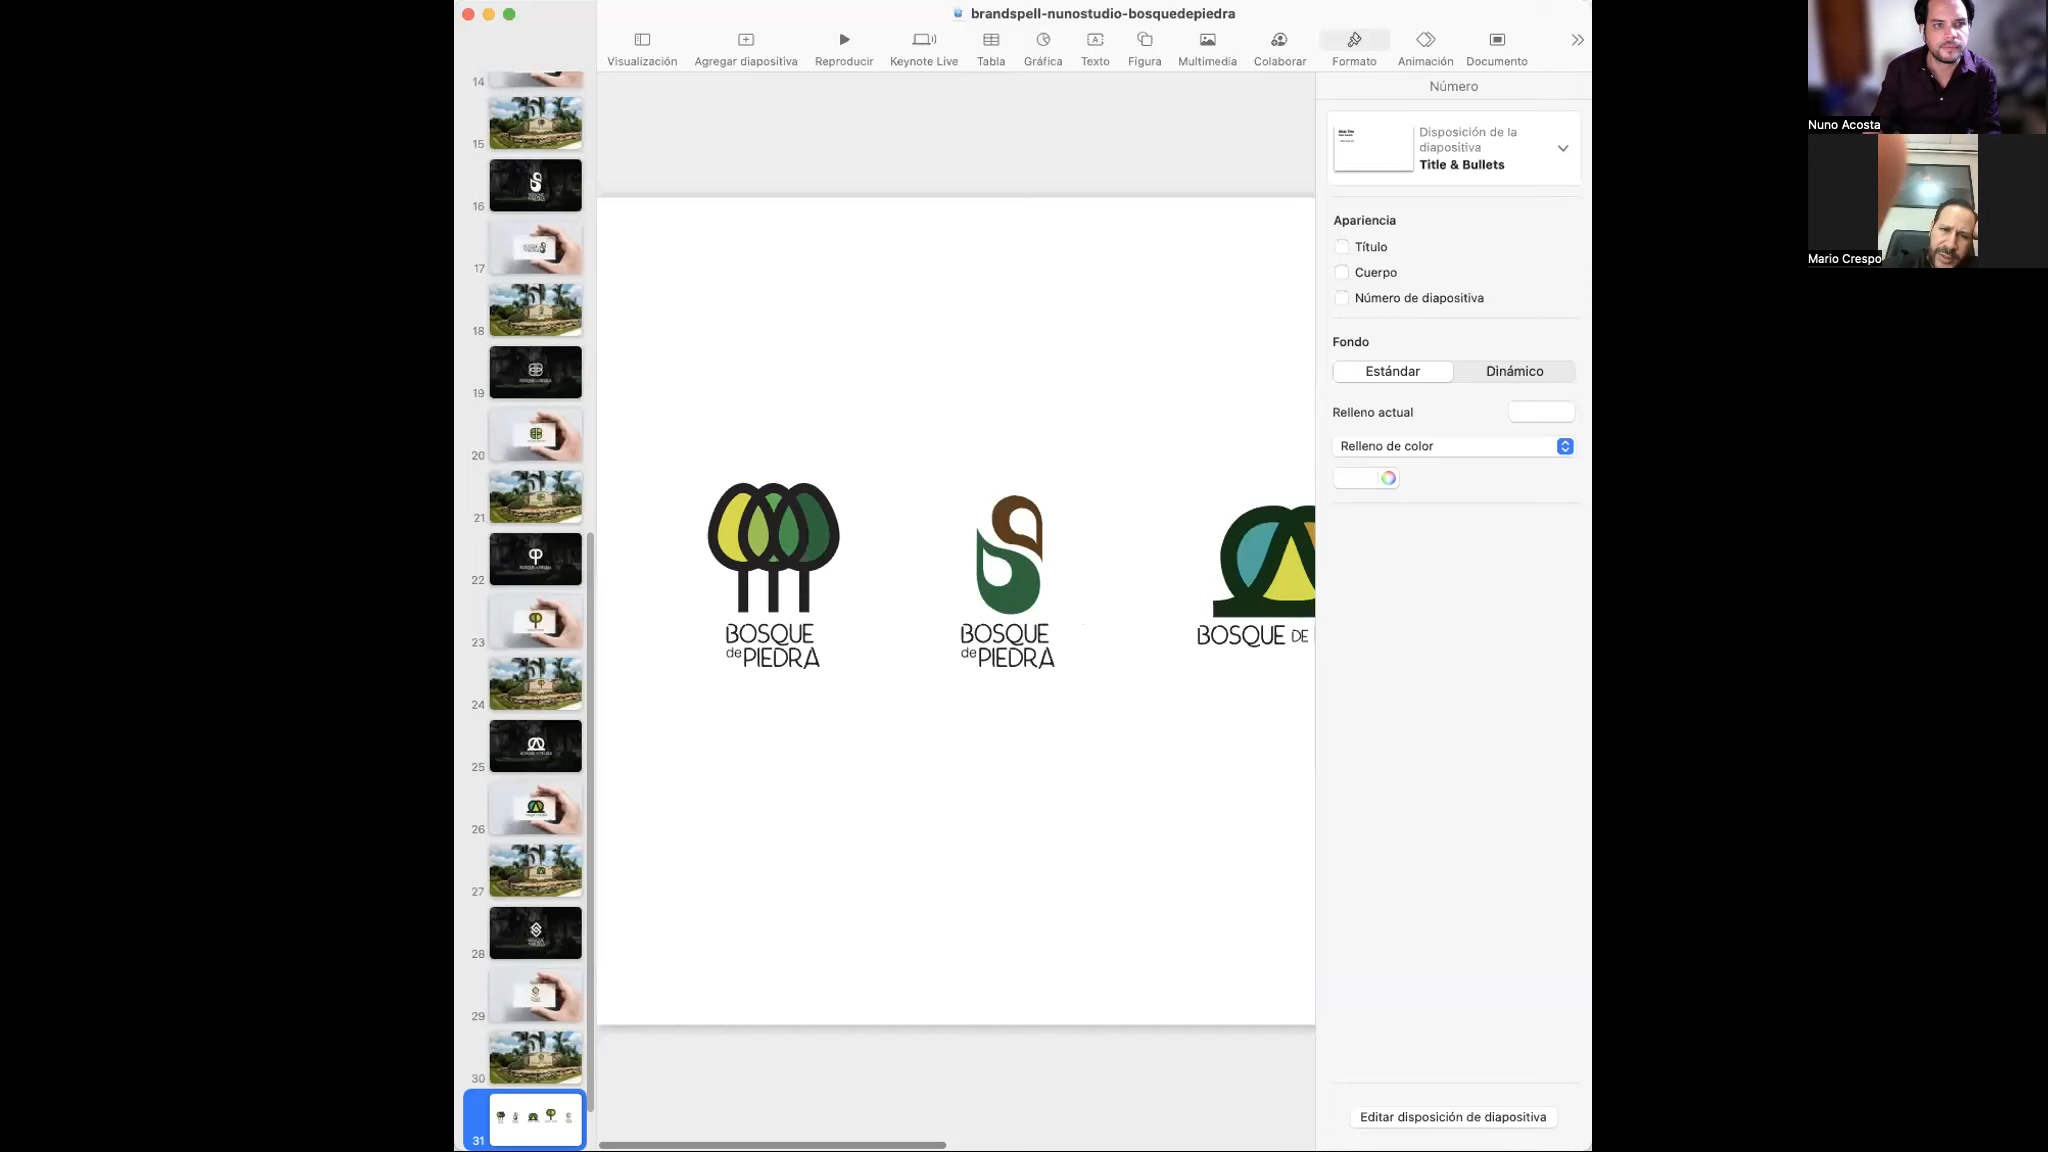 brandspell-nunostudio-bosquedepiedra
Visualización
Agregar diapositiva
Reproducir
Keynote Live
Tabla
Gráfica
Texto
Figura
Multimedia
Colaborar
Formato
Animación
Documento
Número
Disposición de la
diapositiva
Title & Bullets
Apariencia
Título
Cuerpo
Número de diapositiva
Fondo
Estándar
Dinámico
Relleno actual
Relleno de color
Editar disposición de diapositiva
14
15
16
17
18
19
20
21
22
23
24
25
26
27
28
29
30
31
BOSQUE
de PIEDRA
BOSQUE
de PIEDRA
BOSQUE DE
Nuno Acosta
Mario Crespo